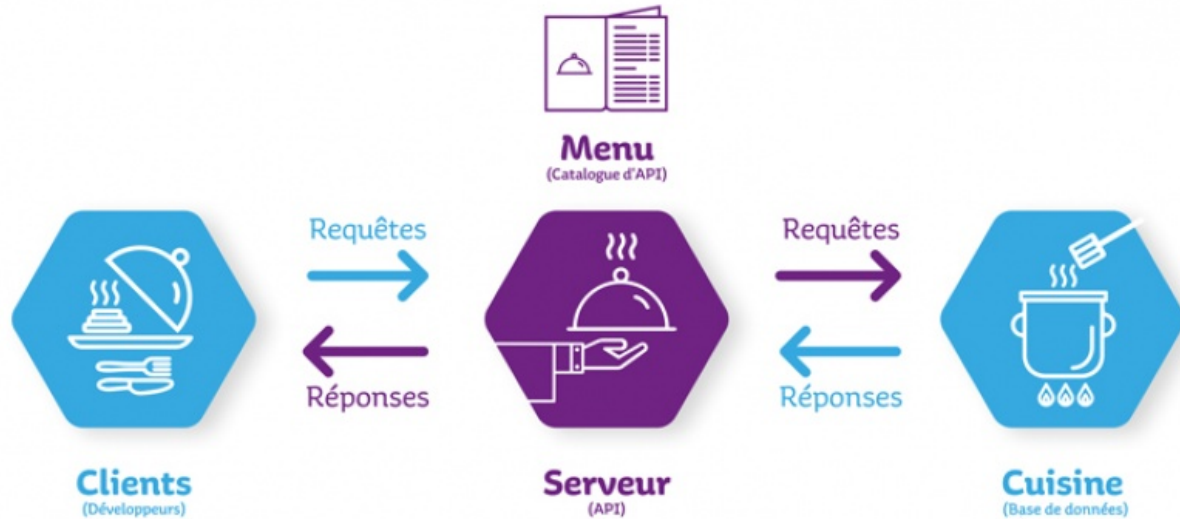 Menu
(Catalogue d'API)
Requêtes
Requêtes
Réponses
Réponses
Clients
(Développeurs)
Serveur
(API)
Cuisine
(Base de données)